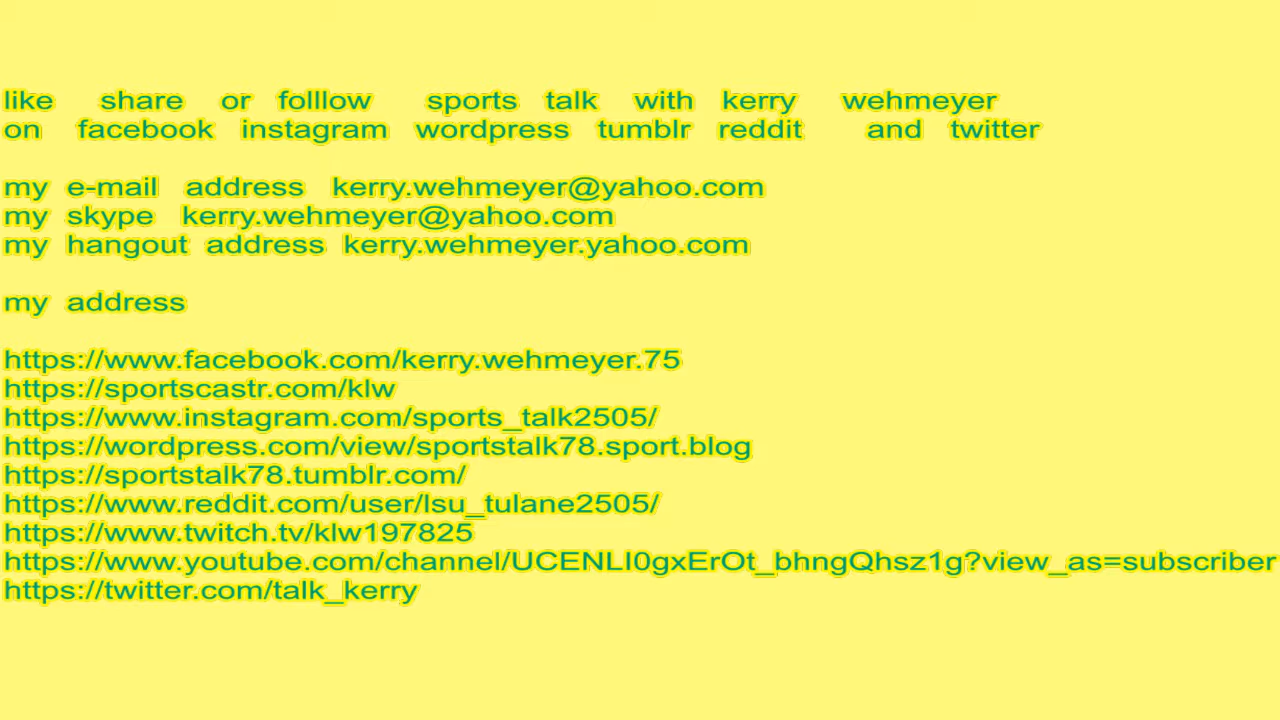 like share or folllow sports talk with kerry wehmeyer
on facebook instagram wordpress tumblr reddit and twitter
my e-mail address kerry.wehmeyer@yahoo.com
my skype kerry.wehmeyer@yahoo.com
my hangout address kerry.wehmeyer.yahoo.com
my address
https://www.facebook.com/kerry.wehmeyer.75
https://sportscastr.com/klw
https://www.instagram.com/sports_talk2505/
https://wordpress.com/view/sportstalk78.sport.blog
https://sportstalk78.tumblr.com/
https://www.reddit.com/user/lsu_tulane2505/
https://www.twitch.tv/klw197825
https://www.youtube.com/channel/UCENLI0gxErOt_bhngQhsz1g?view_as=subscriber
https://twitter.com/talk_kerry